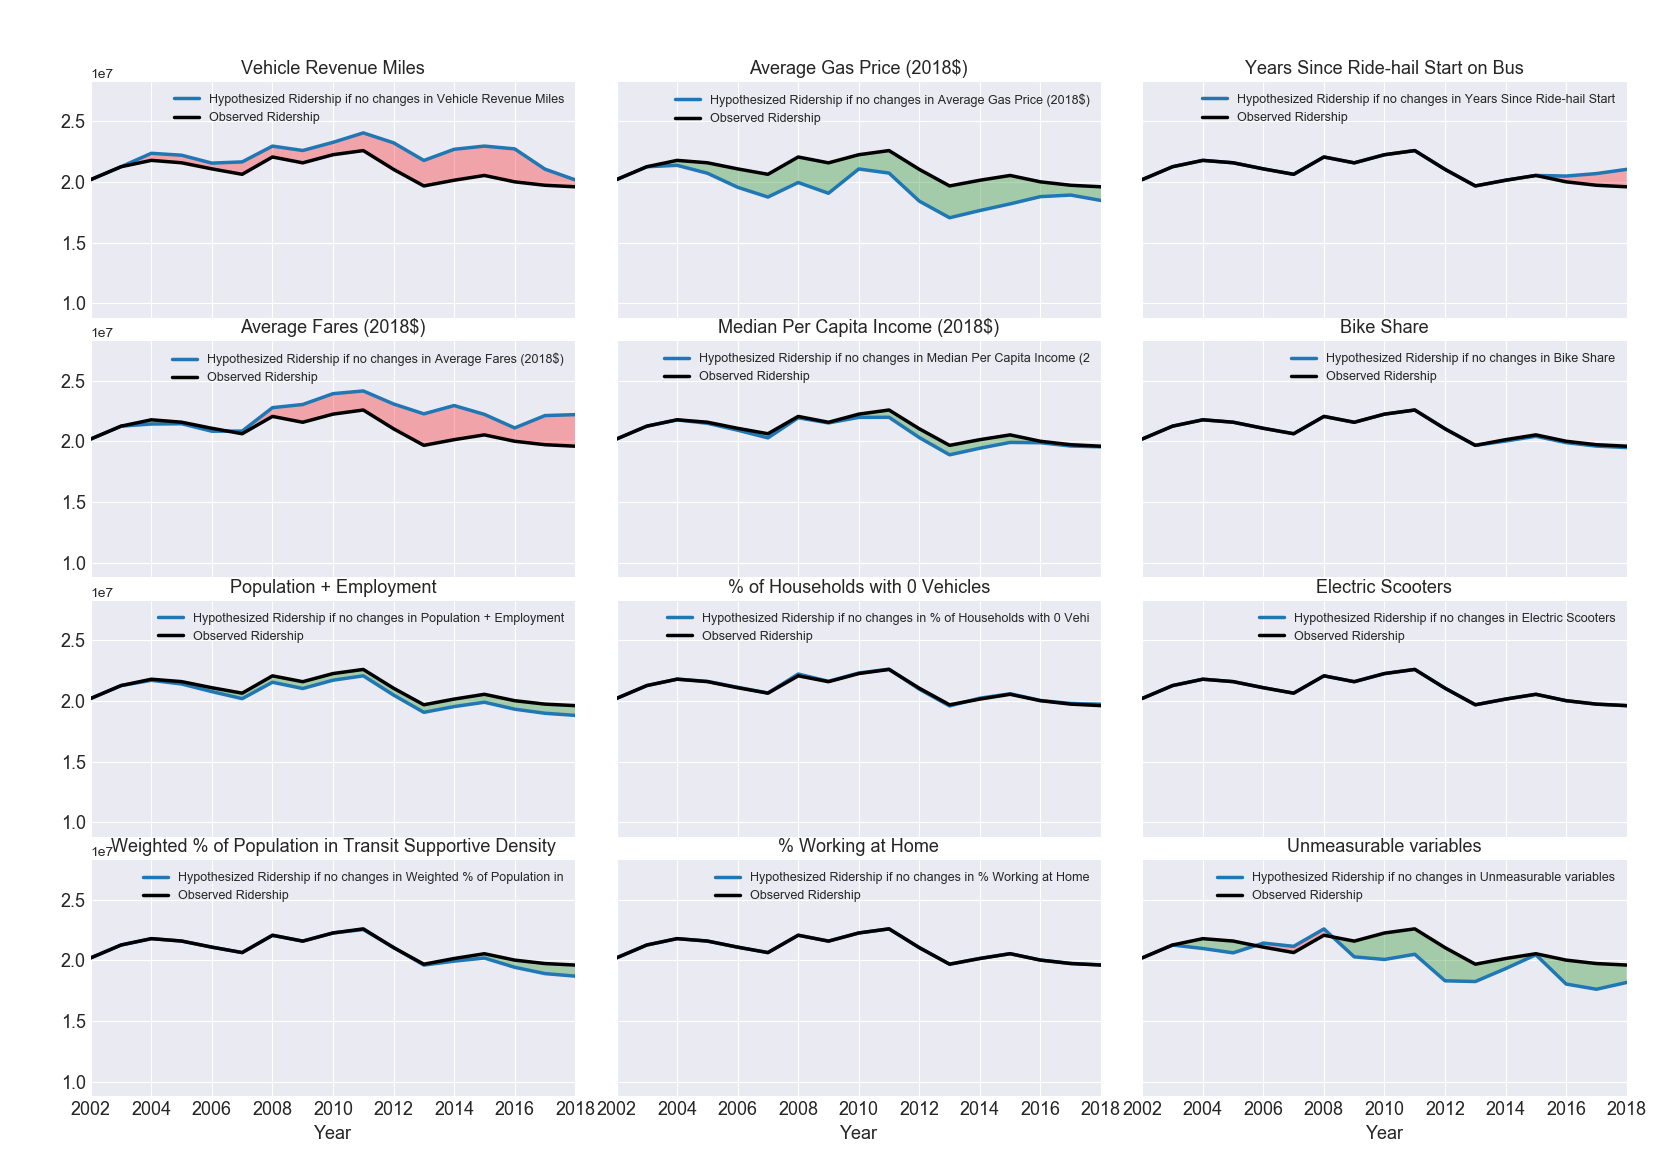 Vehicle Revenue Miles
1e7
Hypothesized Ridership if no changes in Vehicle Revenue Miles
Observed Ridership
2.5
2.0
1.5
1.0
Average Gas Price (2018$)
Hypothesized Ridership if no changes in Average Gas Price (2018$)
Observed Ridership
Years Since Ride-hail Start on Bus
Hypothesized Ridership if no changes in Years Since Ride-hail Start
Observed Ridership
Average Fares (2018$)
1e7
Hypothesized Ridership if no changes in Average Fares (2018$)
Observed Ridership
2.5
2.0
1.5
1.0
Median Per Capita Income (2018$)
Hypothesized Ridership if no changes in Median Per Capita Income (2
Observed Ridership
Bike Share
Hypothesized Ridership if no changes in Bike Share
Observed Ridership
Population + Employment
1e7
Hypothesized Ridership if no changes in Population + Employment
Observed Ridership
2.5
2.0
1.5
1.0
% of Households with 0 Vehicles
Hypothesized Ridership if no changes in % of Households with 0 Vehi
Observed Ridership
Electric Scooters
Hypothesized Ridership if no changes in Electric Scooters
Observed Ridership
Weighted % of Population in Transit Supportive Density
1e7
Hypothesized Ridership if no changes in Weighted % of Population in
Observed Ridership
2.5
2.0
1.5
1.0
2002 2004 2006 2008 2010 2012 2014 2016 2018
Year
% Working at Home
Hypothesized Ridership if no changes in % Working at Home
Observed Ridership
2002 2004 2006 2008 2010 2012 2014 2016 2018
Year
Unmeasurable variables
Hypothesized Ridership if no changes in Unmeasurable variables
Observed Ridership
2002 2004 2006 2008 2010 2012 2014 2016 2018
Year